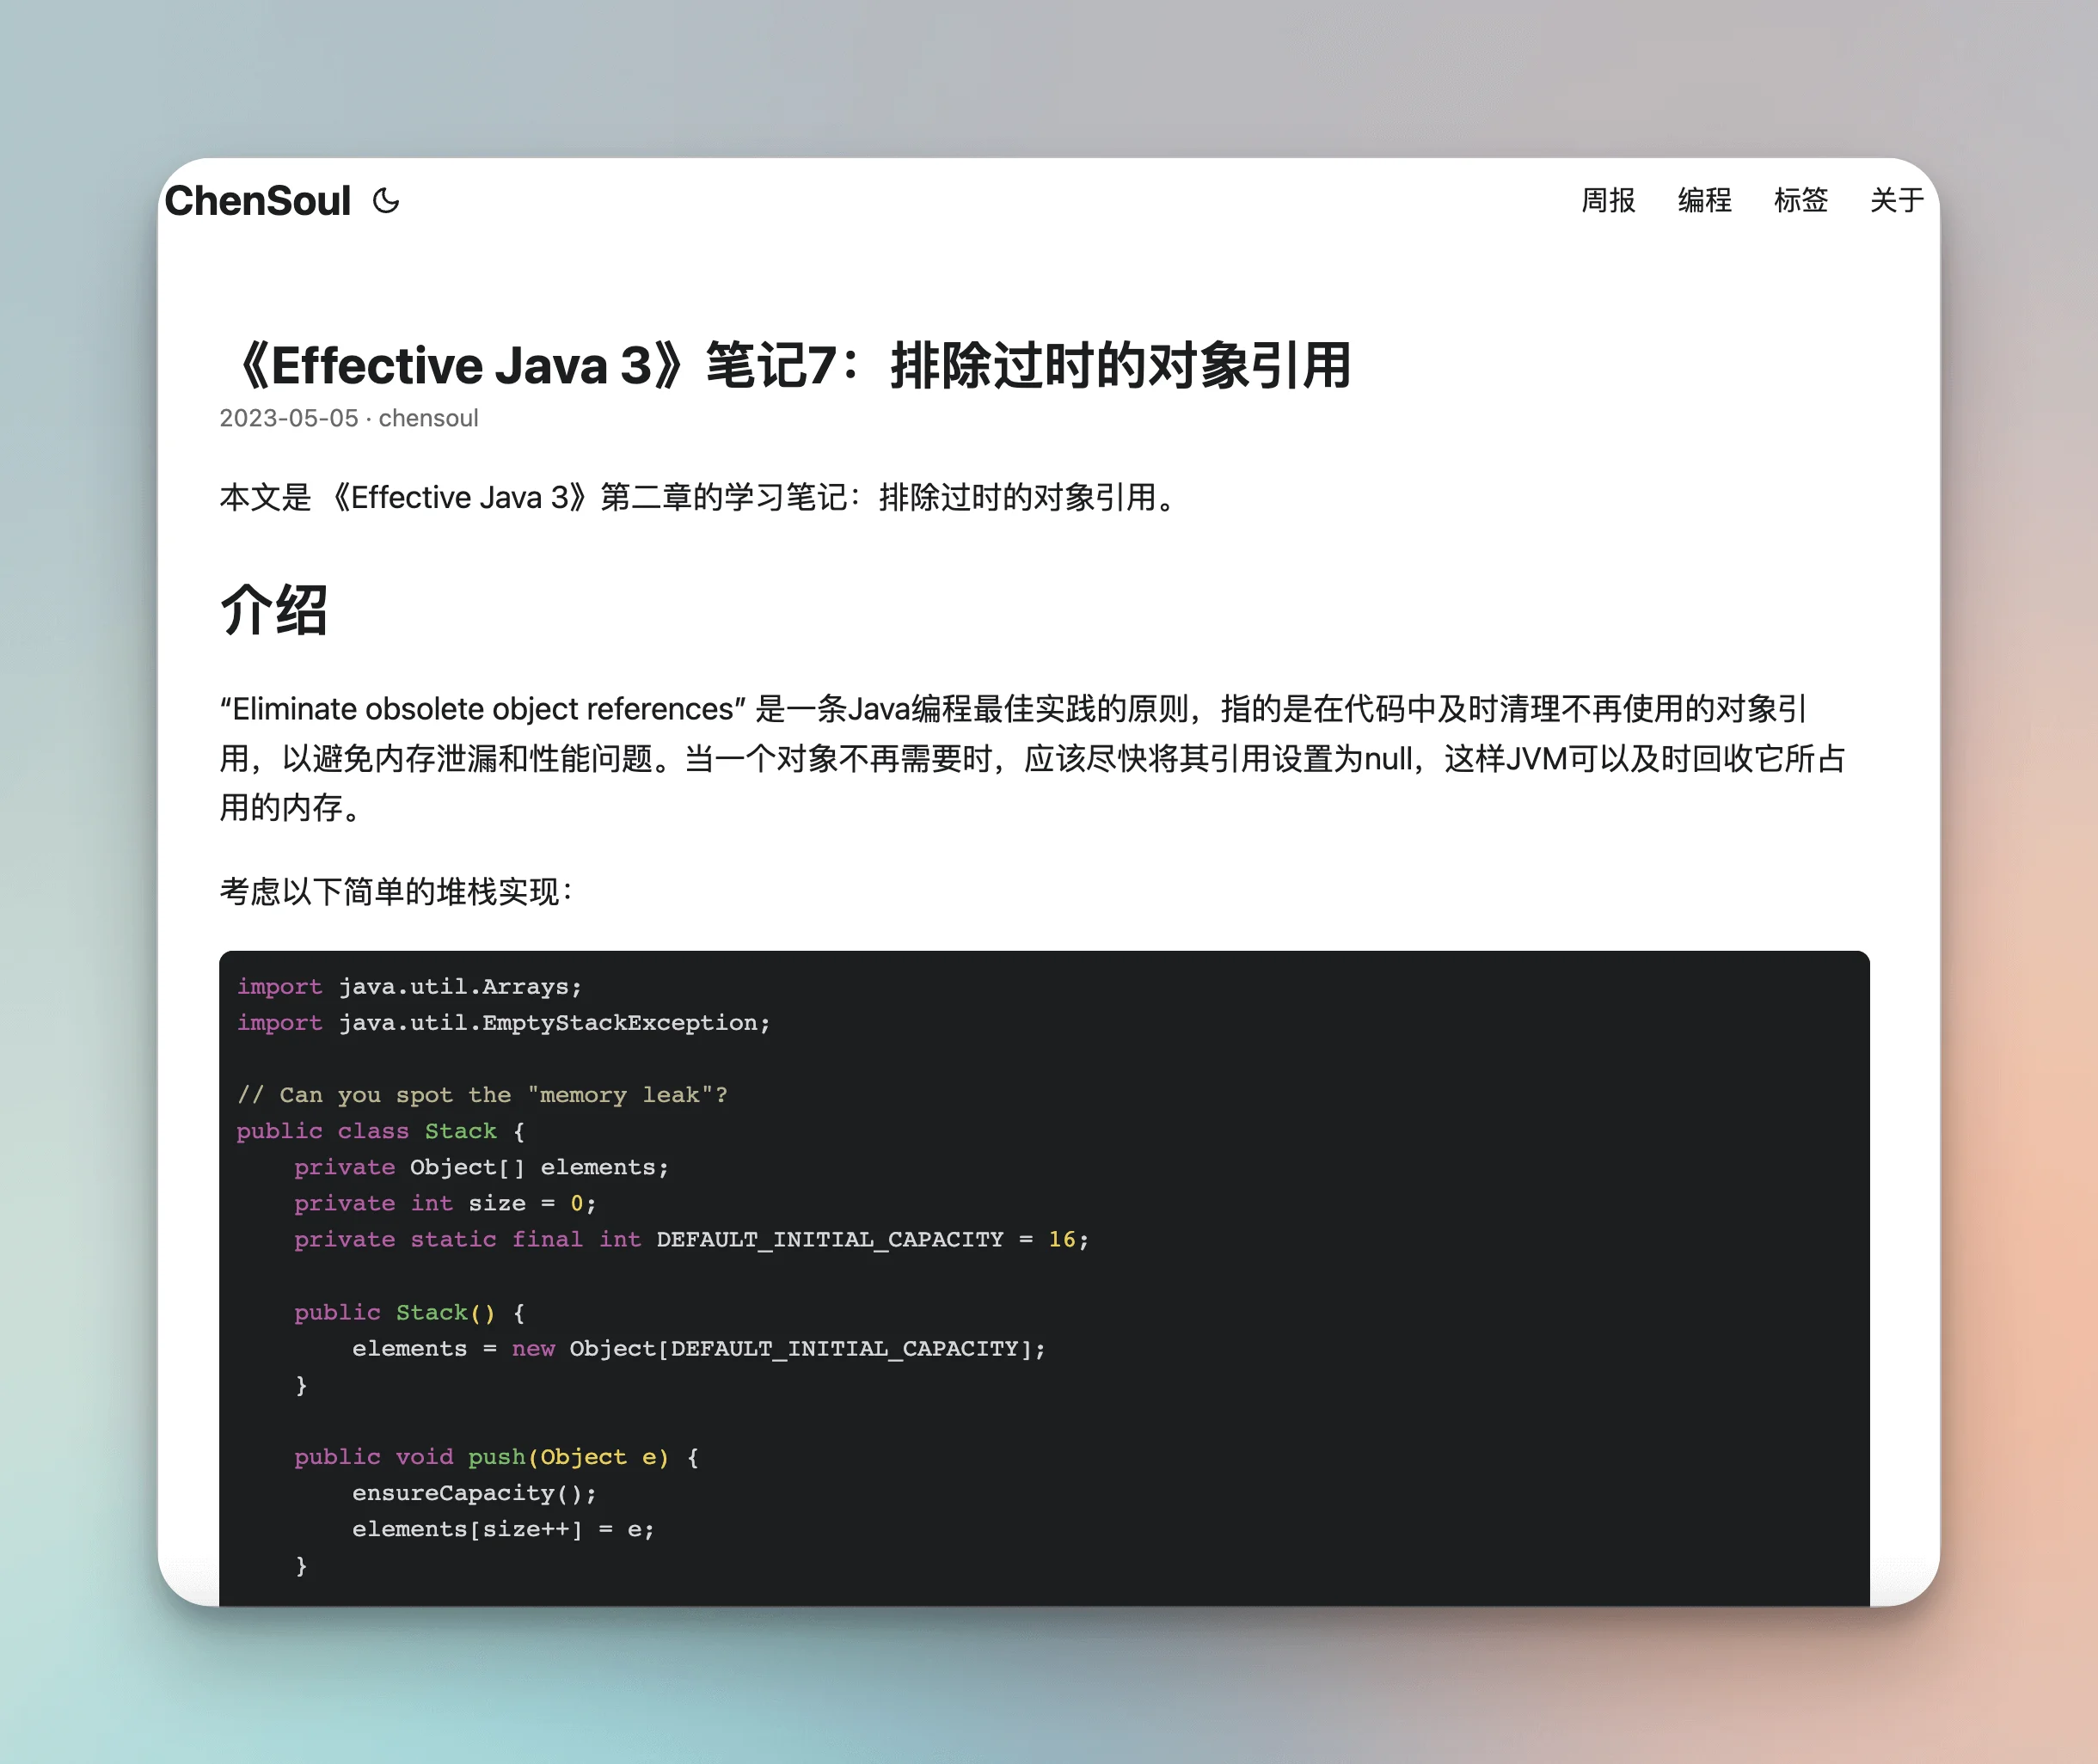 ChenSoul
周报 编程 标签 关于
《Effective Java 3》笔记7：排除过时的对象引用
2023-05-05 · chensoul
本文是 《Effective Java 3》第二章的学习笔记：排除过时的对象引用。
介绍
“Eliminate obsolete object references” 是一条Java编程最佳实践的原则，指的是在代码中及时清理不再使用的对象引
用，以避免内存泄漏和性能问题。当一个对象不再需要时，应该尽快将其引用设置为null，这样JVM可以及时回收它所占
用的内存。
考虑以下简单的堆栈实现：
import java.util.Arrays;
import java.util.EmptyStackException;
// Can you spot the "memory leak"?
public class Stack {
    private Object[] elements;
    private int size = 0;
    private static final int DEFAULT_INITIAL_CAPACITY = 16;
    public Stack() {
        elements = new Object[DEFAULT_INITIAL_CAPACITY];
    }
    public void push(Object e) {
        ensureCapacity();
        elements[size++] = e;
    }